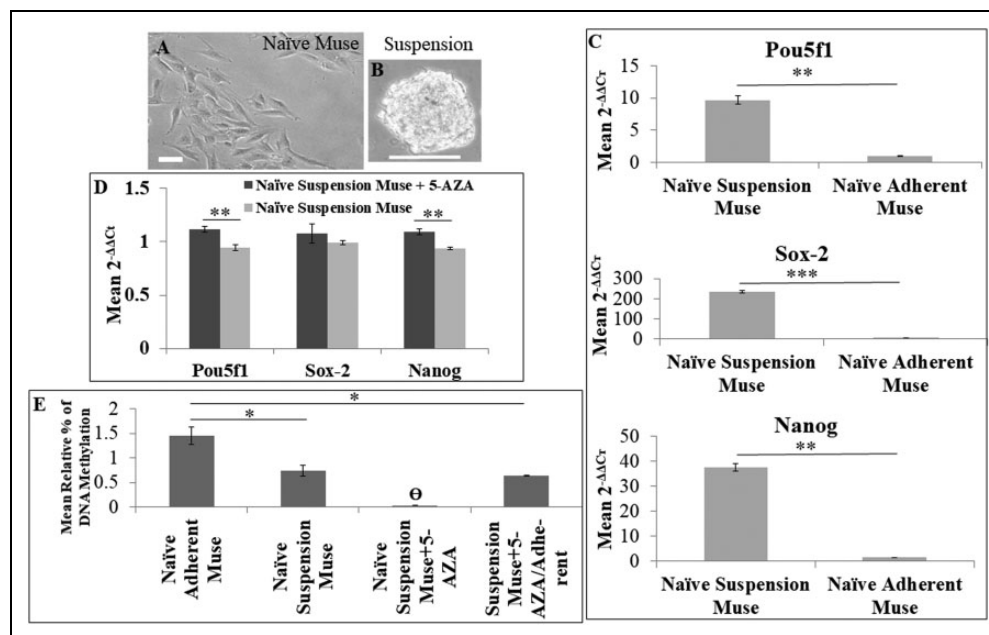 A
Naïve Muse
Suspension
B
C
Pou5f1
**
Mean 2-ΔΔCT
15
10
5
0
Naïve Suspension
Muse
Naïve Adherent
Muse
Sox-2
***
Mean 2-ΔΔCT
300
200
100
0
Naïve Suspension
Muse
Naïve Adherent
Muse
Nanog
**
Mean 2-ΔΔCT
50
40
30
20
10
0
Naïve Suspension
Muse
Naïve Adherent
Muse
D
Naïve Suspension Muse + 5-AZA
Naïve Suspension Muse
Mean 2-ΔΔCt
1.5
1
0.5
0
**
**
Pou5f1
Sox-2
Nanog
E
Mean Relative % of
DNA Methylation
2
1.5
1
0.5
0
*
*
Ɵ
Naïve
Adherent
Muse
Naïve
Suspension
Muse
Naïve
Suspension
Muse+5-
AZA
Suspension
Muse+5-
AZA/Adhe-
rent